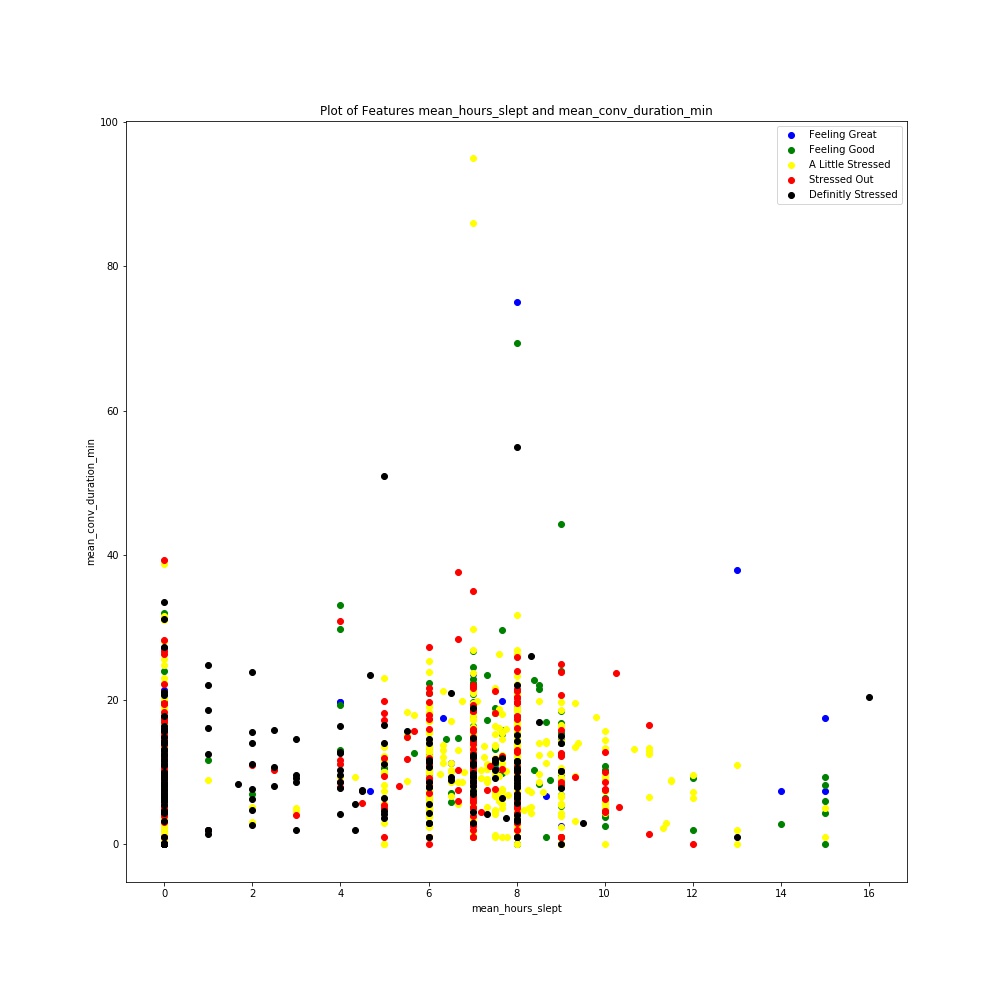 Plot of Features mean_hours_slept and mean_conv_duration_min
100
80
60
40
20
0
mean_conv_duration_min
Feeling Great
Feeling Good
A Little Stressed
Stressed Out
Definitly Stressed
0 2 4 6 8 10 12 14 16
mean_hours_slept